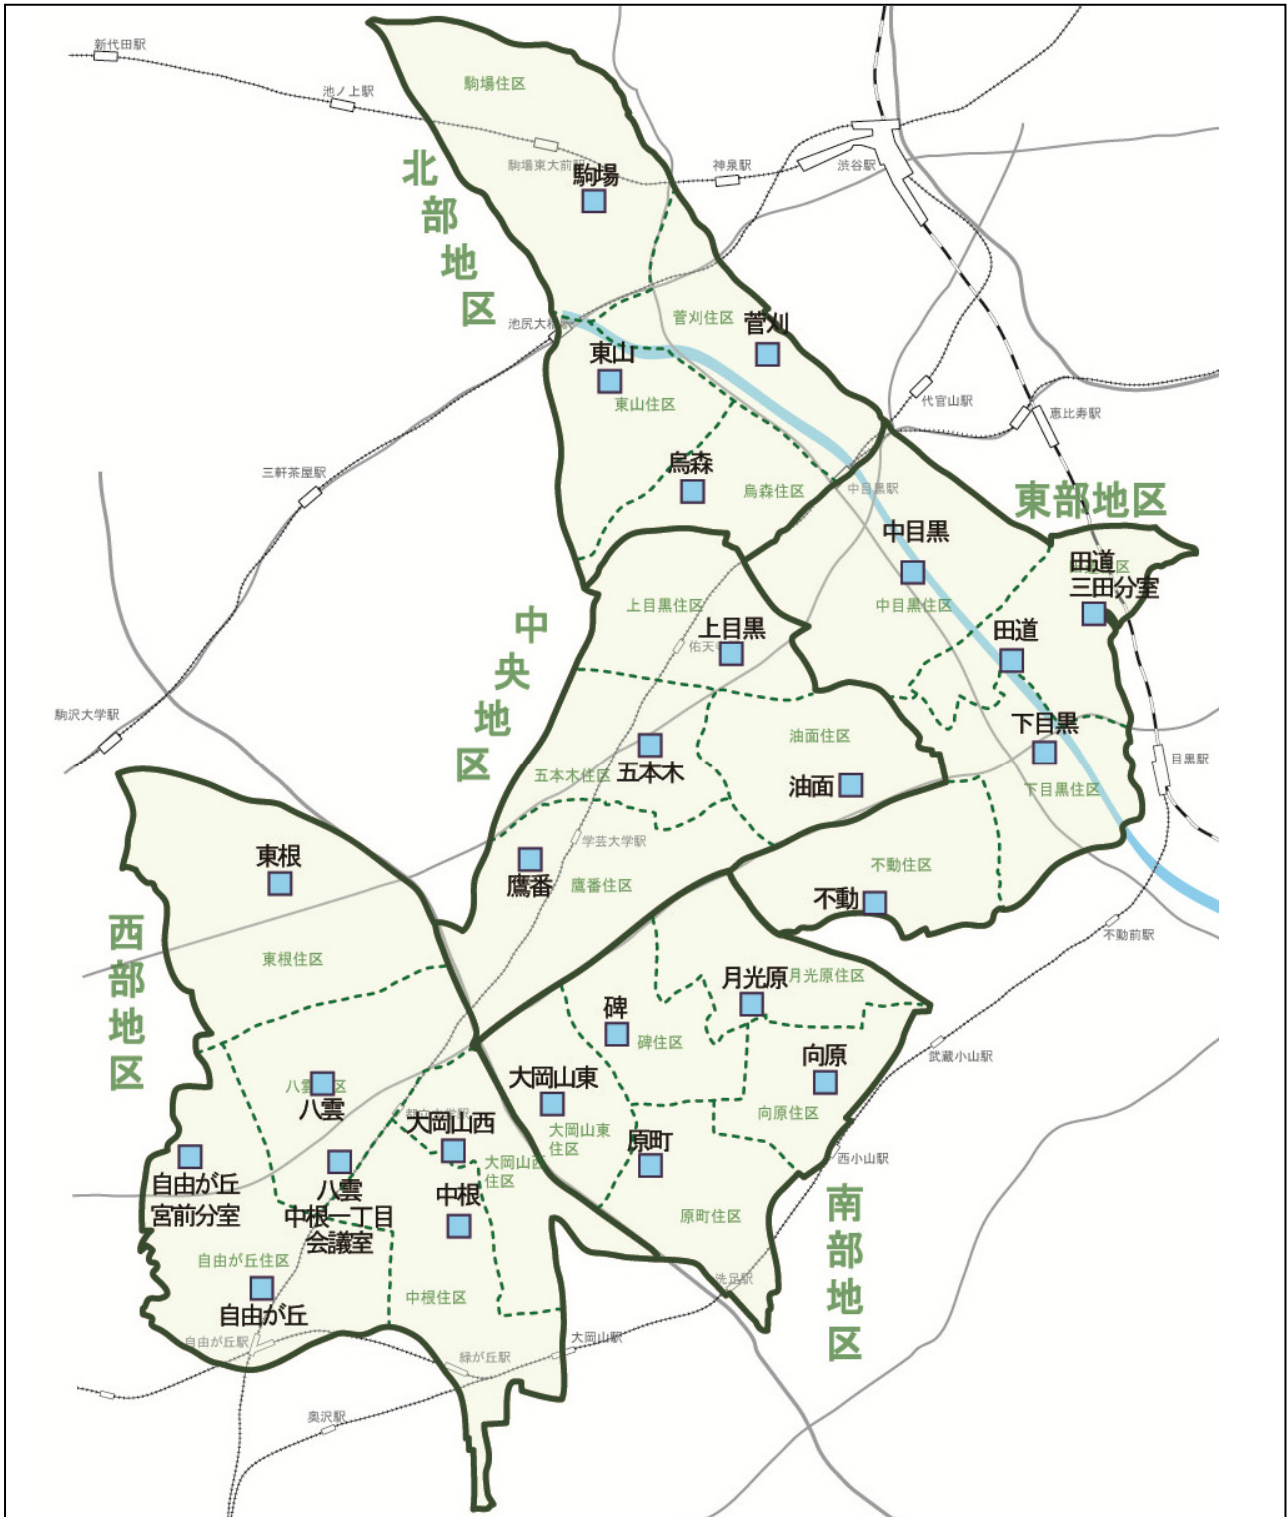 新代田駅
池ノ上駅
駒場住区
駒場東大前駅
神泉駅
渋谷駅
駒場
北部地区
池尻大橋駅
菅刈住区
菅刈
東山
東山住区
代官山駅
恵比寿駅
三軒茶屋駅
烏森
烏森住区
中目黒駅
東部地区
中目黒
中目黒住区
田道
三田分室
上目黒住区
上目黒
田道
中央地区
駒沢大学駅
油面住区
下目黒
目黒駅
五本木住区
五本木
油面
下目黒住区
学芸大学駅
東根
鷹番
鷹番住区
不動住区
不動
不動前駅
西部地区
東根住区
月光原
月光原住区
碑
碑住区
武蔵小山駅
向原
向原住区
八雲
大岡山東
大岡山東
住区
大岡山西
大岡山西
住区
原町
西小山駅
自由が丘
宮前分室
八雲
中根一丁目
会議室
中根
原町住区
南部地区
自由が丘住区
自由が丘
中根住区
洗足駅
自由が丘駅
緑が丘駅
大岡山駅
奥沢駅